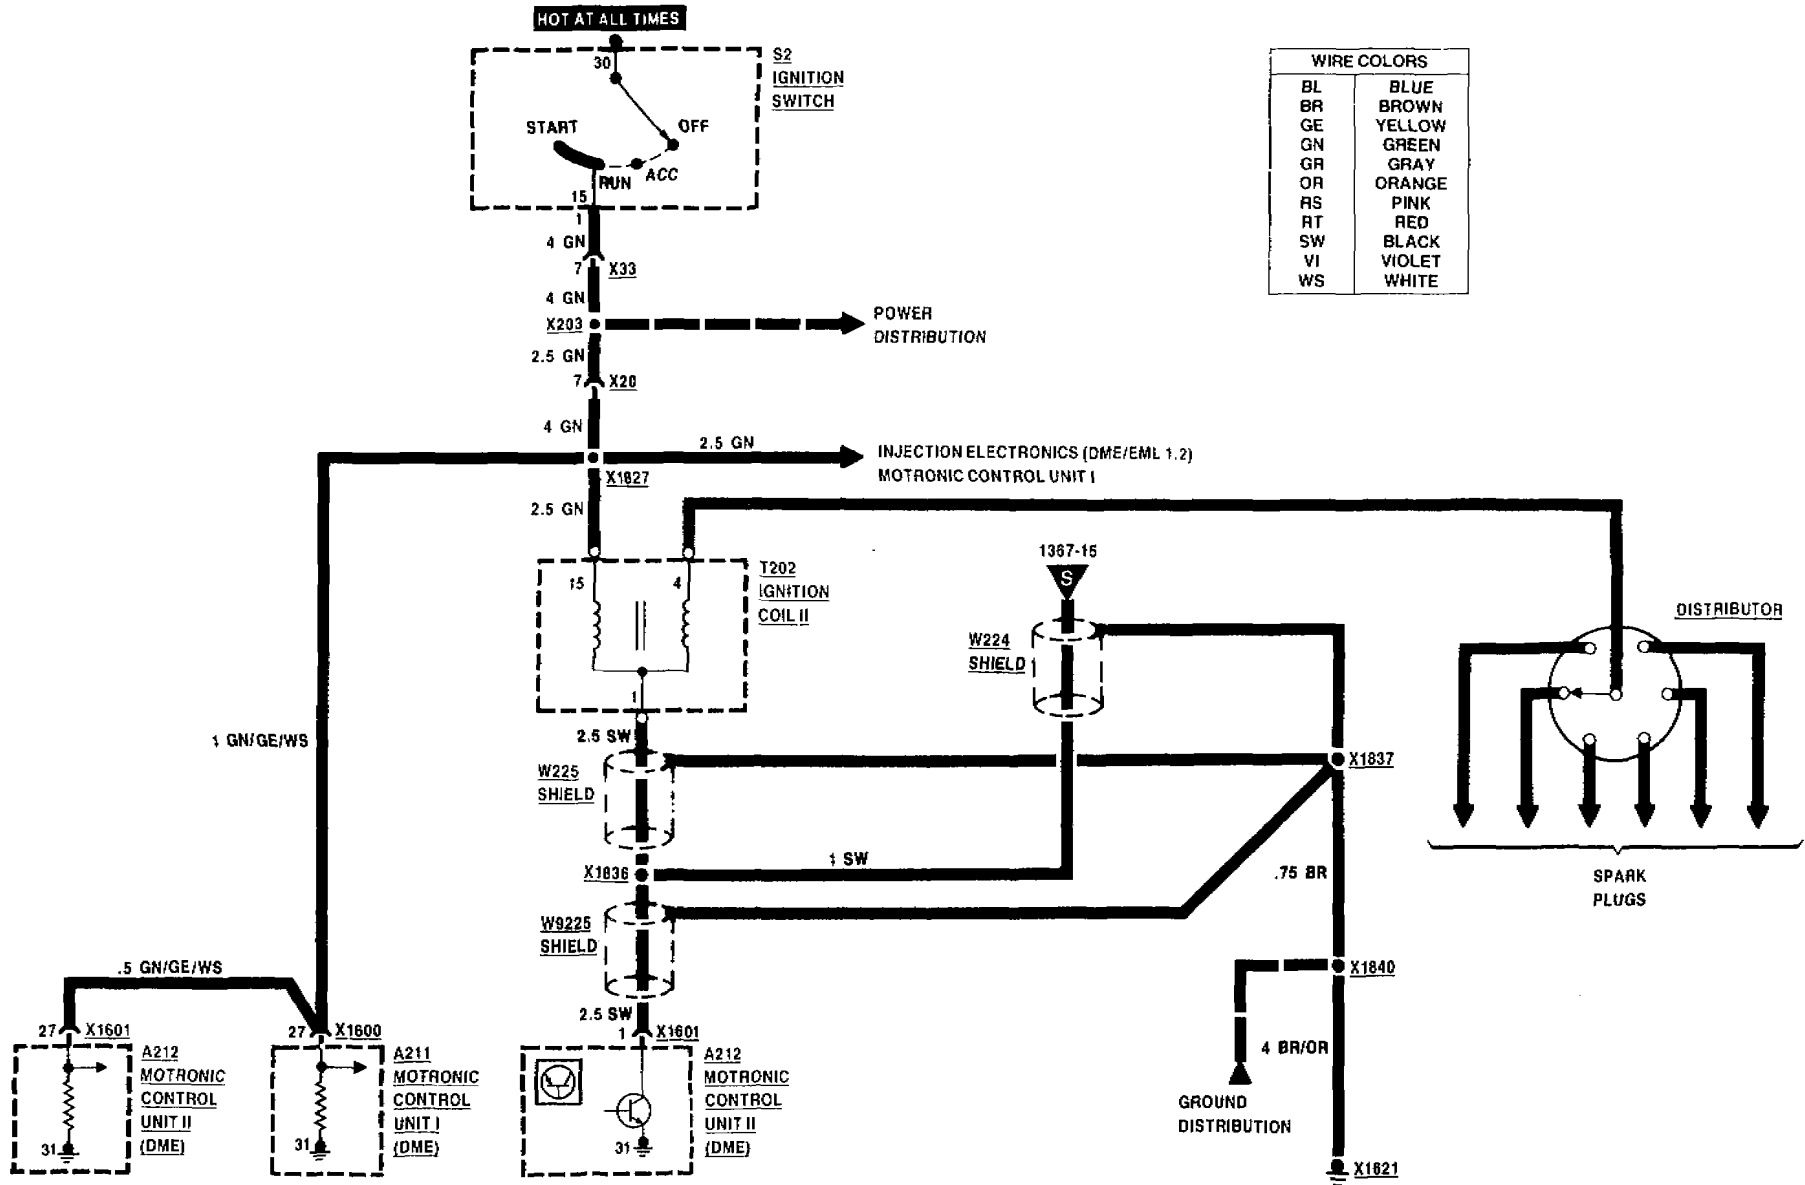 HOT AT ALL TIMES
30
S2
IGNITION
SWITCH
START
OFF
ACC
RUN
15
1
4 GN
7 X33
4 GN
X203
POWER
DISTRIBUTION
2.5 GN
7 X20
4 GN
2.5 GN
INJECTION ELECTRONICS (DME/EML 1.2)
MOTRONIC CONTROL UNIT I
X1827
2.5 GN
WIRE COLORS
BL BLUE
BR BROWN
GE YELLOW
GN GREEN
GR GRAY
OR ORANGE
RS PINK
RT RED
SW BLACK
VI VIOLET
WS WHITE
15
4
T202
IGNITION
COIL II
1
1367-15
S
W224
SHIELD
DISTRIBUTOR
1 GN/GE/WS
2.5 SW
W225
SHIELD
X1837
X1836
1 SW
.75 BR
SPARK
PLUGS
W9225
SHIELD
.5 GN/GE/WS
X1840
2.5 SW
27 X1601
27 X1600
1 X1601
4 BR/OR
A212
MOTRONIC
CONTROL
UNIT II
(DME)
31
A211
MOTRONIC
CONTROL
UNIT I
(DME)
31
A212
MOTRONIC
CONTROL
UNIT II
(DME)
31
GROUND
DISTRIBUTION
X1621